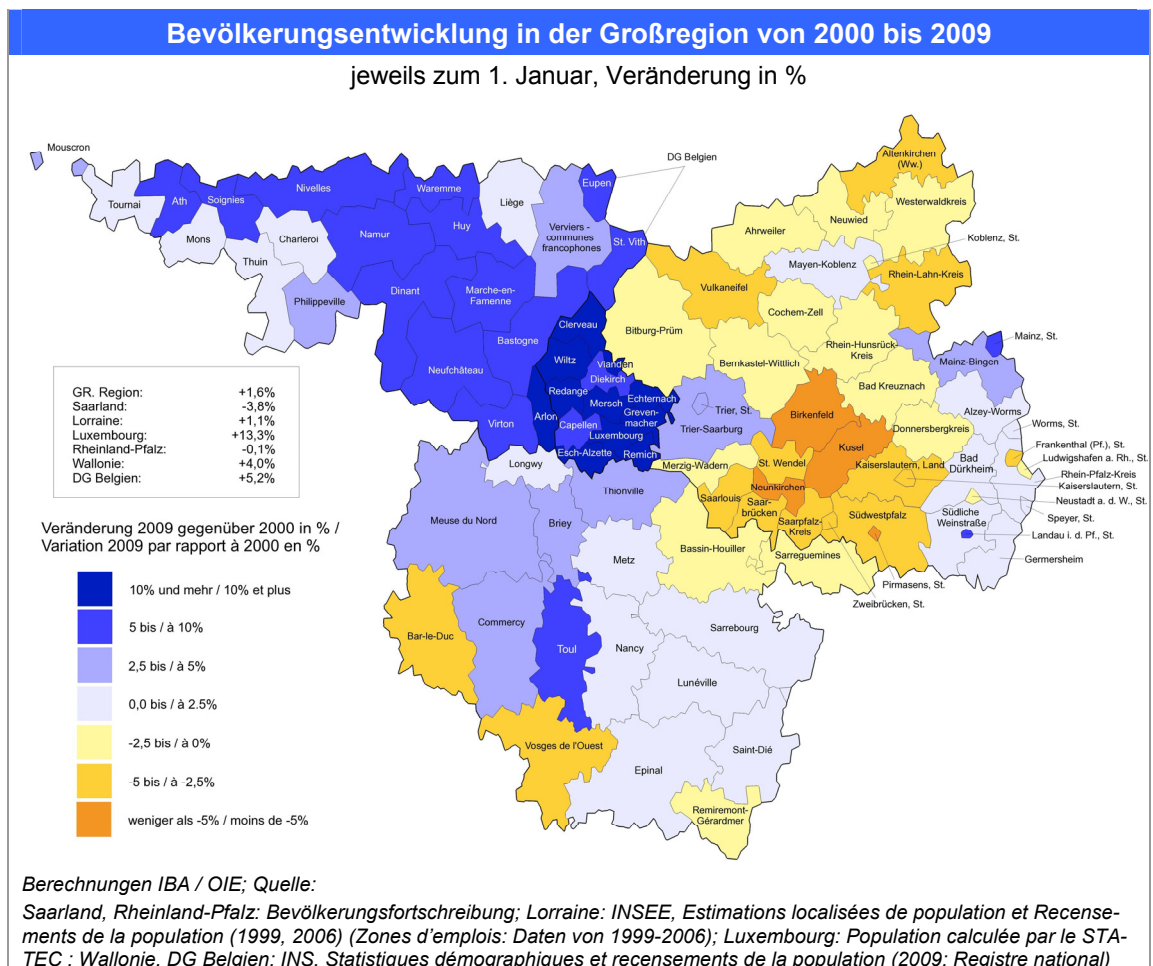 Bevölkerungsentwicklung in der Großregion von 2000 bis 2009
jeweils zum 1. Januar, Veränderung in %
Mouscron
Tournai
Ath
Soignies
Nivelles
Waremme
Liège
Eupen
DG Belgien
Mons
Charleroi
Namur
Huy
Verviers -
communes
francophones
St. Vith
Thuin
Philippeville
Dinant
Marche-en-
Famenne
Bastogne
Neufchâteau
Virton
Arlon
Clerveau
Wiltz
Vianden
Diekirch
Redange
Mersch
Echternach
Greven-
macher
Capellen
Luxembourg
Esch-Alzette
Remich
Altenkirchen
(Ww.)
Westerwaldkreis
Neuwied
Ahrweiler
Koblenz, St.
Mayen-Koblenz
Rhein-Lahn-Kreis
Vulkaneifel
Cochem-Zell
Bitburg-Prüm
Rhein-Hunsrück-
Kreis
Mainz, St.
Mainz-Bingen
Bernkastel-Wittlich
Bad Kreuznach
Alzey-Worms
Trier, St.
Trier-Saarburg
Birkenfeld
Donnersbergkreis
Worms, St.
Kusel
Frankenthal (Pf.), St.
Ludwigshafen a. Rh., St.
Kaiserslautern, Land
Bad
Dürkheim
Rhein-Pfalz-Kreis
Kaiserslautern, St.
Neustadt a. d. W., St.
Merzig-Wadern
St. Wendel
Neunkirchen
Saarlouis
Saar-
brücken
Saarpfalz-
Kreis
Südwestpfalz
Südliche
Weinstraße
Speyer, St.
Landau i. d. Pf., St.
Germersheim
Pirmasens, St.
Zweibrücken, St.
Longwy
Thionville
Meuse du Nord
Briey
Metz
Bassin-Houiller
Sarreguemines
Bar-le-Duc
Commercy
Toul
Nancy
Sarrebourg
Lunéville
Vosges de l'Ouest
Epinal
Saint-Dié
Remiremont-
Gérardmer
GR. Region: +1,6%
Saarland: -3,8%
Lorraine: +1,1%
Luxembourg: +13,3%
Rheinland-Pfalz: -0,1%
Wallonie: +4,0%
DG Belgien: +5,2%
Veränderung 2009 gegenüber 2000 in % /
Variation 2009 par rapport à 2000 en %
10% und mehr / 10% et plus
5 bis / à 10%
2,5 bis / à 5%
0,0 bis / à 2.5%
-2,5 bis / à 0%
-5 bis / à -2,5%
weniger als -5% / moins de -5%
Berechnungen IBA / OIE; Quelle:
Saarland, Rheinland-Pfalz: Bevölkerungsfortschreibung; Lorraine: INSEE, Estimations localisées de population et Recense-
ments de la population (1999, 2006) (Zones d'emplois: Daten von 1999-2006); Luxembourg: Population calculée par le STA-
TEC ; Wallonie, DG Belgien: INS, Statistiques démographiques et recensements de la population (2009: Registre national)